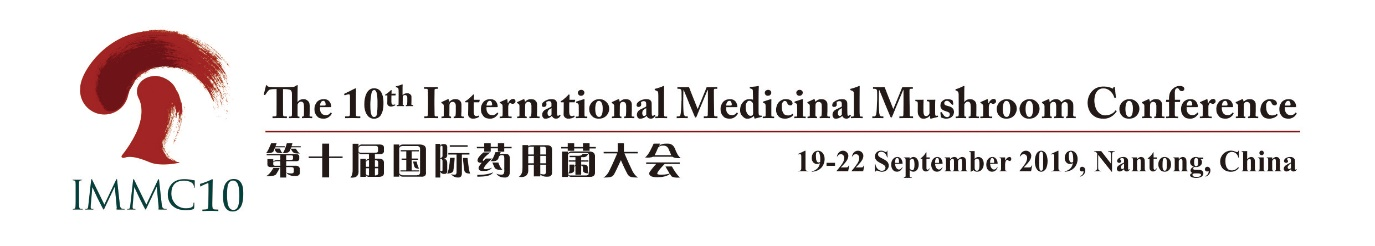 The 10th International Medicinal Mushroom Conference
第十届国际药用菌大会
19-22 September 2019, Nantong, China
IMMC10